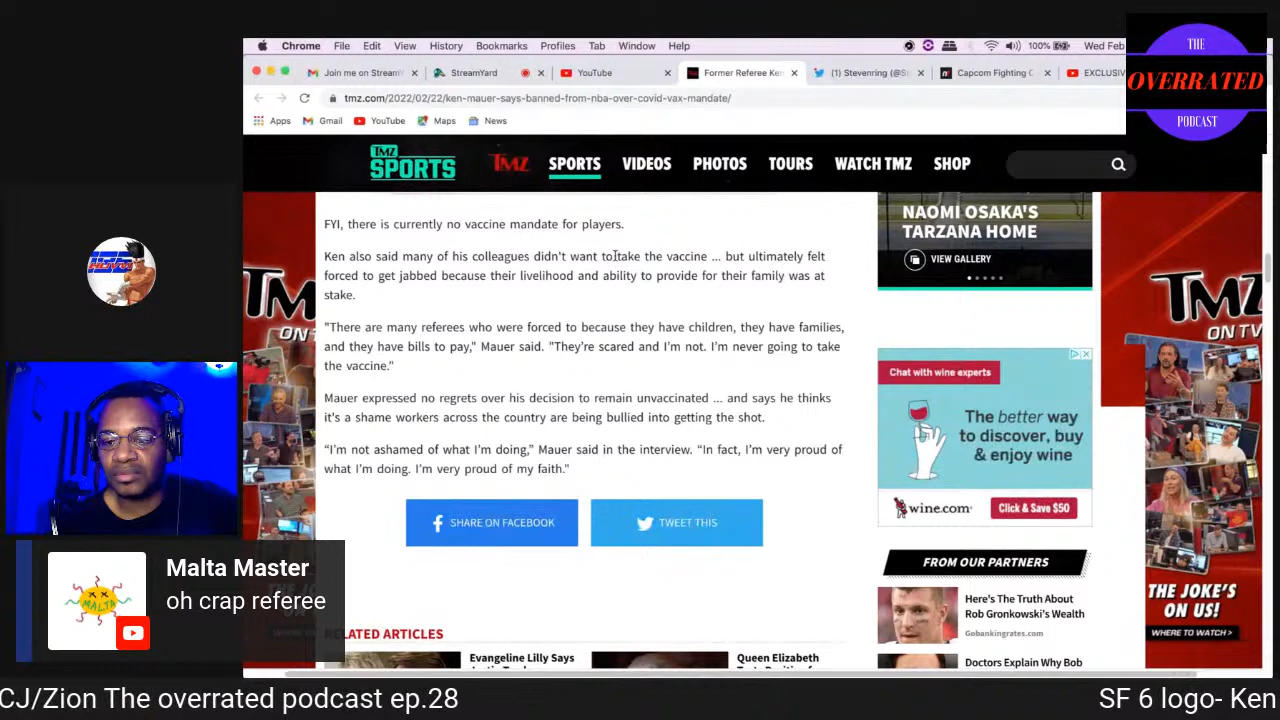 Chrome File Edit View History Bookmarks Profiles Tab Window Help
100%
Wed Feb
THE
OVERRATED
PODCAST
Join me on StreamY
StreamYard
YouTube
Former Referee Ken
(1) Stevenring (@S
Capcom Fighting C
EXCLUSIV
tmz.com/2022/02/22/ken-mauer-says-banned-from-nba-over-covid-vax-mandate/
Apps Gmail YouTube Maps News
TMZ
SPORTS
TMZ SPORTS VIDEOS PHOTOS TOURS WATCH TMZ SHOP
FYI, there is currently no vaccine mandate for players.
Ken also said many of his colleagues didn't want to take the vaccine ... but ultimately felt
forced to get jabbed because their livelihood and ability to provide for their family was at
stake.
"There are many referees who were forced to because they have children, they have families,
and they have bills to pay," Mauer said. "They're scared and I'm not. I'm never going to take
the vaccine."
Mauer expressed no regrets over his decision to remain unvaccinated ... and says he thinks
it's a shame workers across the country are being bullied into getting the shot.
“I'm not ashamed of what I'm doing,” Mauer said in the interview. “In fact, I'm very proud of
what I'm doing. I'm very proud of my faith."
SHARE ON FACEBOOK
TWEET THIS
RELATED ARTICLES
Evangeline Lilly Says
Queen Elizabeth
NAOMI OSAKA'S
TARZANA HOME
VIEW GALLERY
Chat with wine experts
The better way
to discover, buy
& enjoy wine
wine.com
Click & Save $50
FROM OUR PARTNERS
Here's The Truth About
Rob Gronkowski's Wealth
Gobankingrates.com
Doctors Explain Why Bob
TMZ
ON TV
TMZ
ON TV
THE JOKE'S
ON US!
WHERE TO WATCH >
MALTA
Malta Master
oh crap referee
CJ/Zion The overrated podcast ep.28
SF 6 logo- Ken